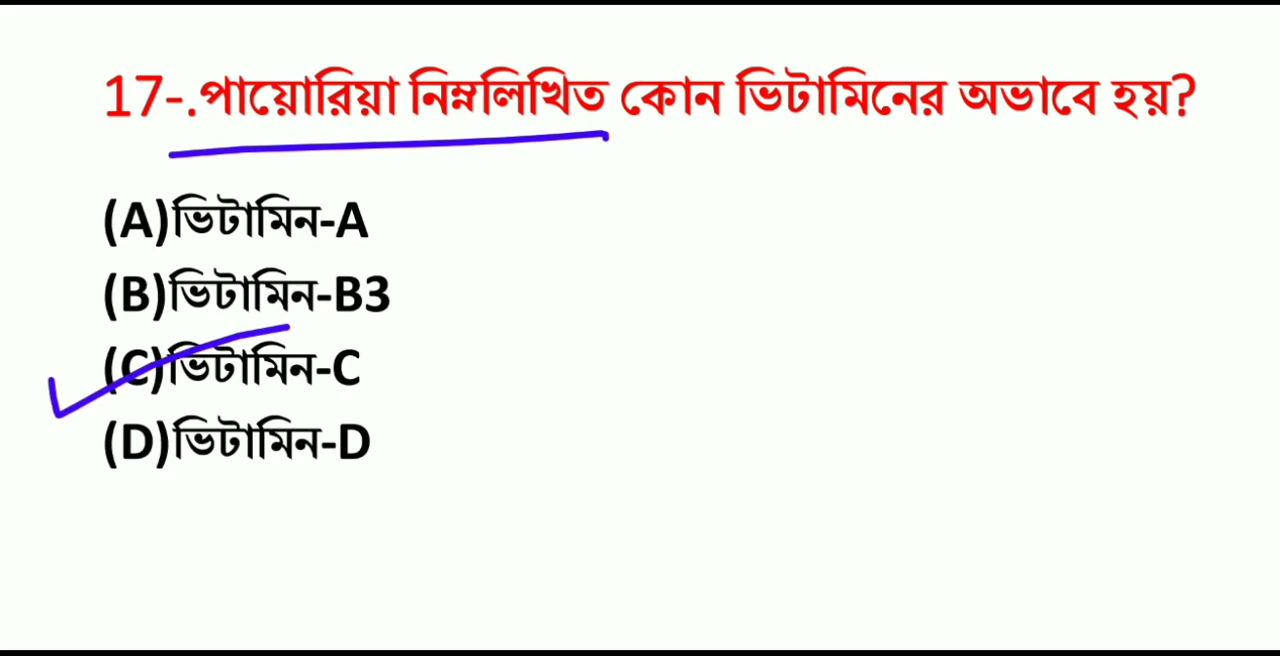 17-.পায়োরিয়া নিম্নলিখিত কোন ভিটামিনের অভাবে হয়?
(A)ভিটামিন-A
(B)ভিটামিন-B3
(C)ভিটামিন-C
(D)ভিটামিন-D